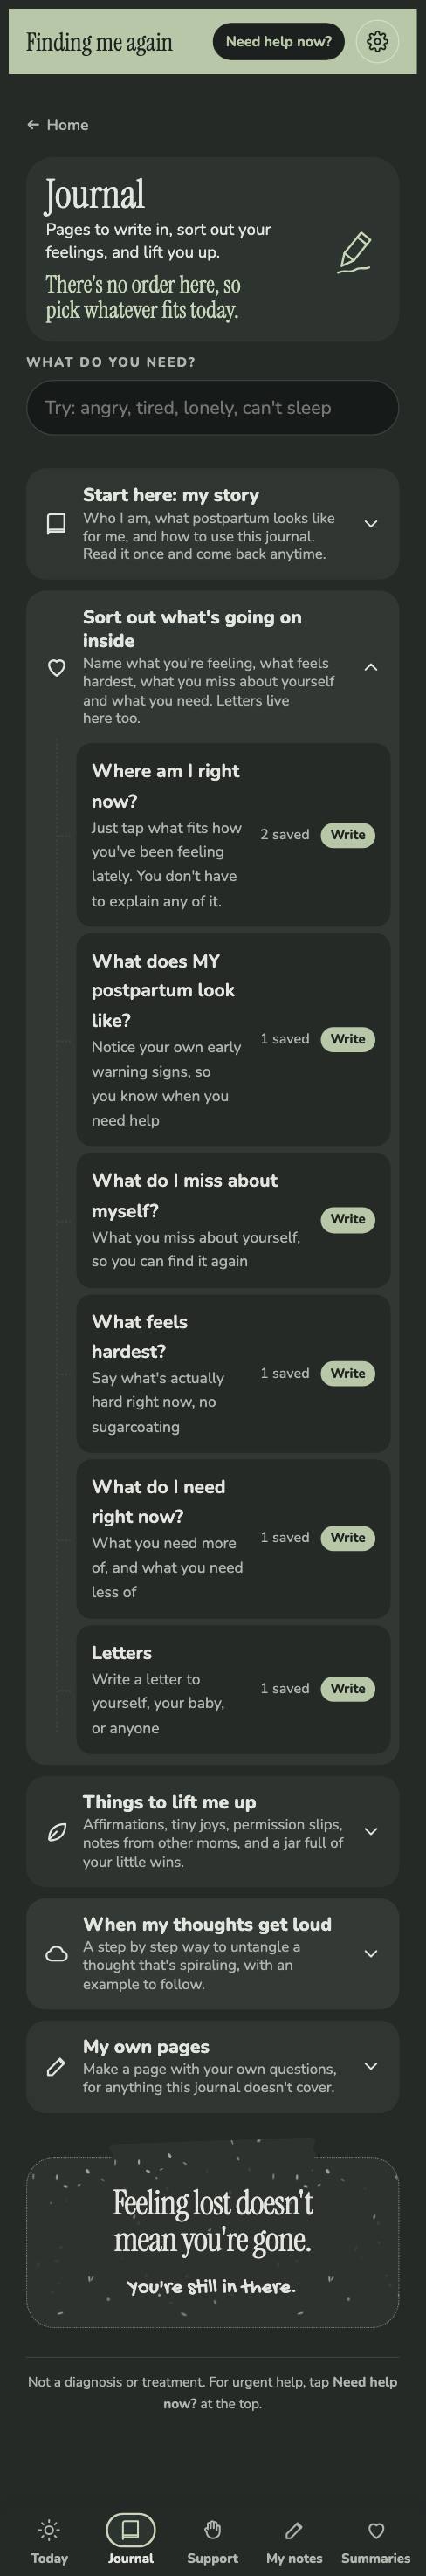 Finding me again
Need help now?
← Home
Journal
Pages to write in, sort out your
feelings, and lift you up.
There's no order here, so
pick whatever fits today.
WHAT DO YOU NEED?
Try: angry, tired, lonely, can't sleep
Start here: my story
Who I am, what postpartum looks like
for me, and how to use this journal.
Read it once and come back anytime.
Sort out what's going on
inside
Name what you're feeling, what feels
hardest, what you miss about yourself
and what you need. Letters live
here too.
Where am I right
now?
Just tap what fits how
you've been feeling
lately. You don't have
to explain any of it.
2 saved
Write
What does MY
postpartum look
like?
Notice your own early
warning signs, so
you know when you
need help
1 saved
Write
What do I miss about
myself?
What you miss about yourself,
so you can find it again
Write
What feels
hardest?
Say what's actually
hard right now, no
sugarcoating
1 saved
Write
What do I need
right now?
What you need more
of, and what you need
less of
1 saved
Write
Letters
Write a letter to
yourself, your baby,
or anyone
1 saved
Write
Things to lift me up
Affirmations, tiny joys, permission slips,
notes from other moms, and a jar full of
your little wins.
When my thoughts get loud
A step by step way to untangle a
thought that's spiraling, with an
example to follow.
My own pages
Make a page with your own questions,
for anything this journal doesn't cover.
Feeling lost doesn't
mean you're gone.
You're still in there.
Not a diagnosis or treatment. For urgent help, tap Need help
now? at the top.
Today
Journal
Support
My notes
Summaries